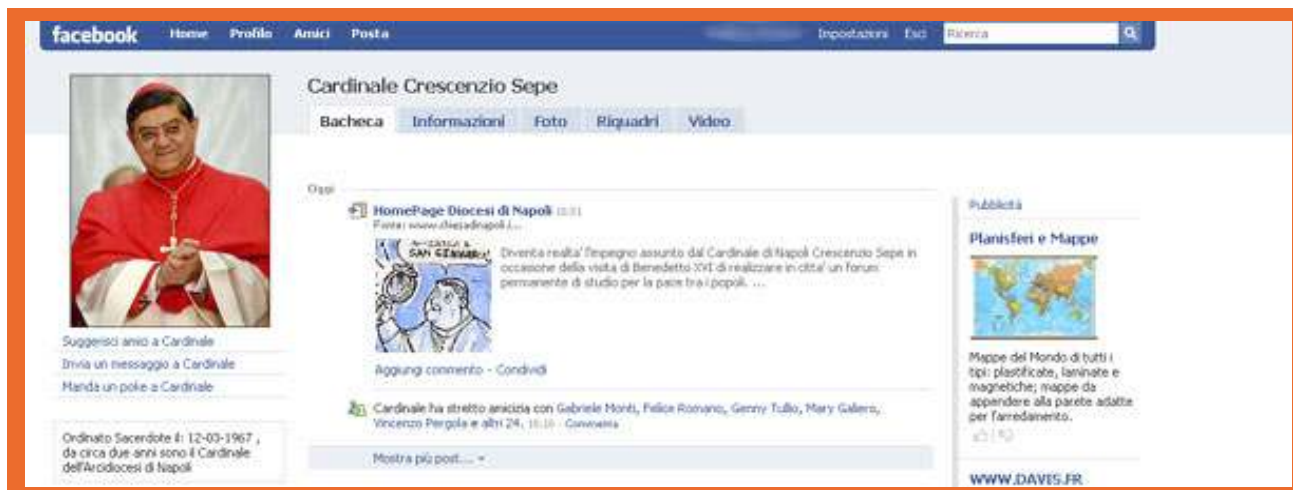 facebook Home Profilo Amici Posta Impostazioni Esci Ricerca
Cardinale Crescenzio Sepe
Bacheca Informazioni Foto Riquadri Video
Oggi
HomePage Diocesi di Napoli
Fonte: www.chiesadinapoli.i...
SAN GENNARO
Diventa realta' l'impegno assunto dal Cardinale di Napoli Crescenzio Sepe in
occasione della visita di Benedetto XVI di realizzare in citta' un forum
permanente di studio per la pace tra i popoli. ...
Aggiungi commento - Condividi
Cardinale ha stretto amicizia con Gabriele Monti, Felice Romano, Genny Tullio, Mary Galiero,
Vincenzo Pergola e altri 24. Commenta
Mostra più post...
Suggerisci amici a Cardinale
Invia un messaggio a Cardinale
Manda un poke a Cardinale
Ordinato Sacerdote il: 12-03-1967 ,
da circa due anni sono il Cardinale
dell'Arcidiocesi di Napoli
Pubblicità
Planisferi e Mappe
Mappe del Mondo di tutti i
tipi: plastificate, laminate e
magnetiche; mappe da
appendere alla parete adatte
per l'arredamento.
WWW.DAVIS.FR